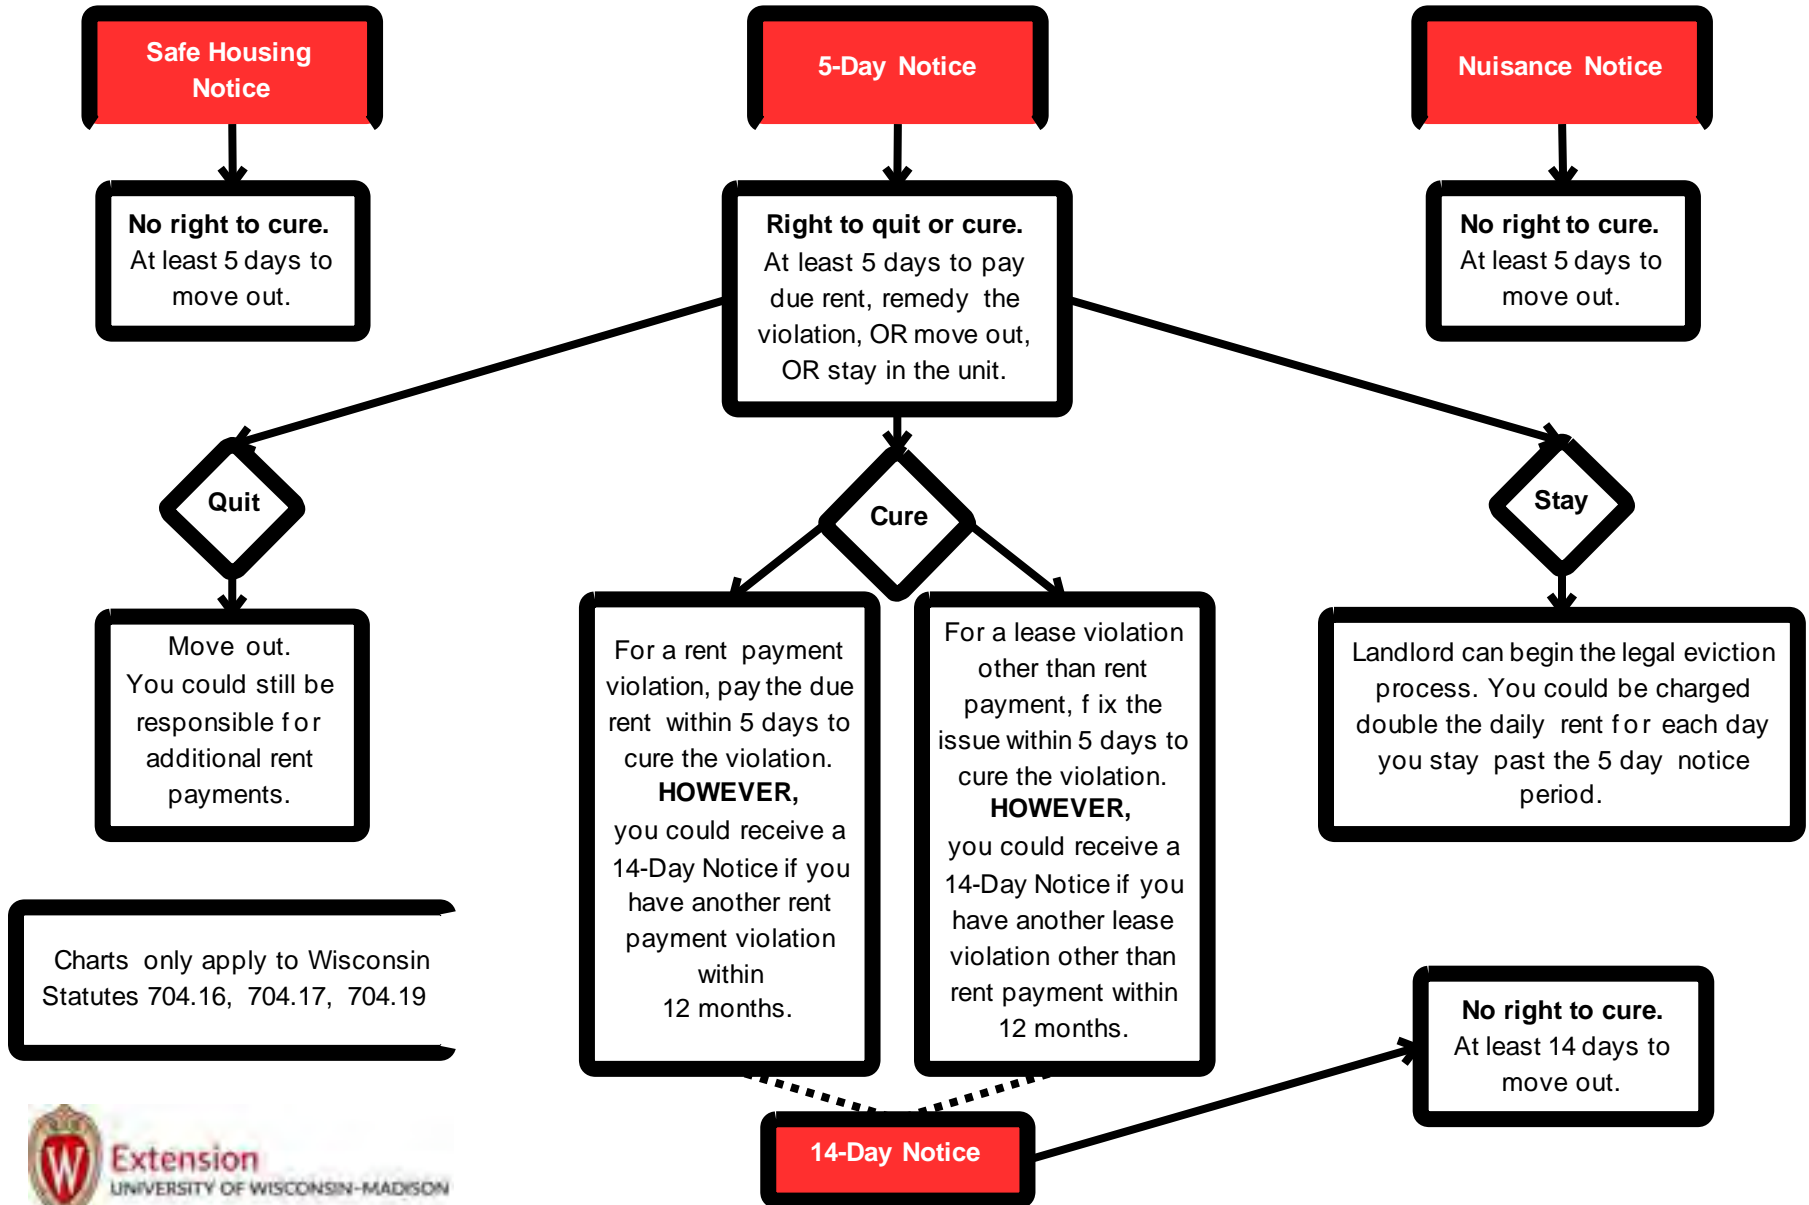 Safe Housing
Notice
5-Day Notice
Nuisance Notice
No right to cure.
At least 5 days to
move out.
Right to quit or cure.
At least 5 days to pay
due rent, remedy the
violation, OR move out,
OR stay in the unit.
No right to cure.
At least 5 days to
move out.
Quit
Cure
Stay
Move out.
You could still be
responsible for
additional rent
payments.
For a rent payment
violation, pay the due
rent within 5 days to
cure the violation.
HOWEVER,
you could receive a
14-Day Notice if you
have another rent
payment violation
within
12 months.
For a lease violation
other than rent
payment, fix the
issue within 5 days to
cure the violation.
HOWEVER,
you could receive a
14-Day Notice if you
have another lease
violation other than
rent payment within
12 months.
Landlord can begin the legal eviction
process. You could be charged
double the daily rent for each day
you stay past the 5 day notice
period.
Charts only apply to Wisconsin
Statutes 704.16, 704.17, 704.19
No right to cure.
At least 14 days to
move out.
14-Day Notice
W
Extension
UNIVERSITY OF WISCONSIN-MADISON